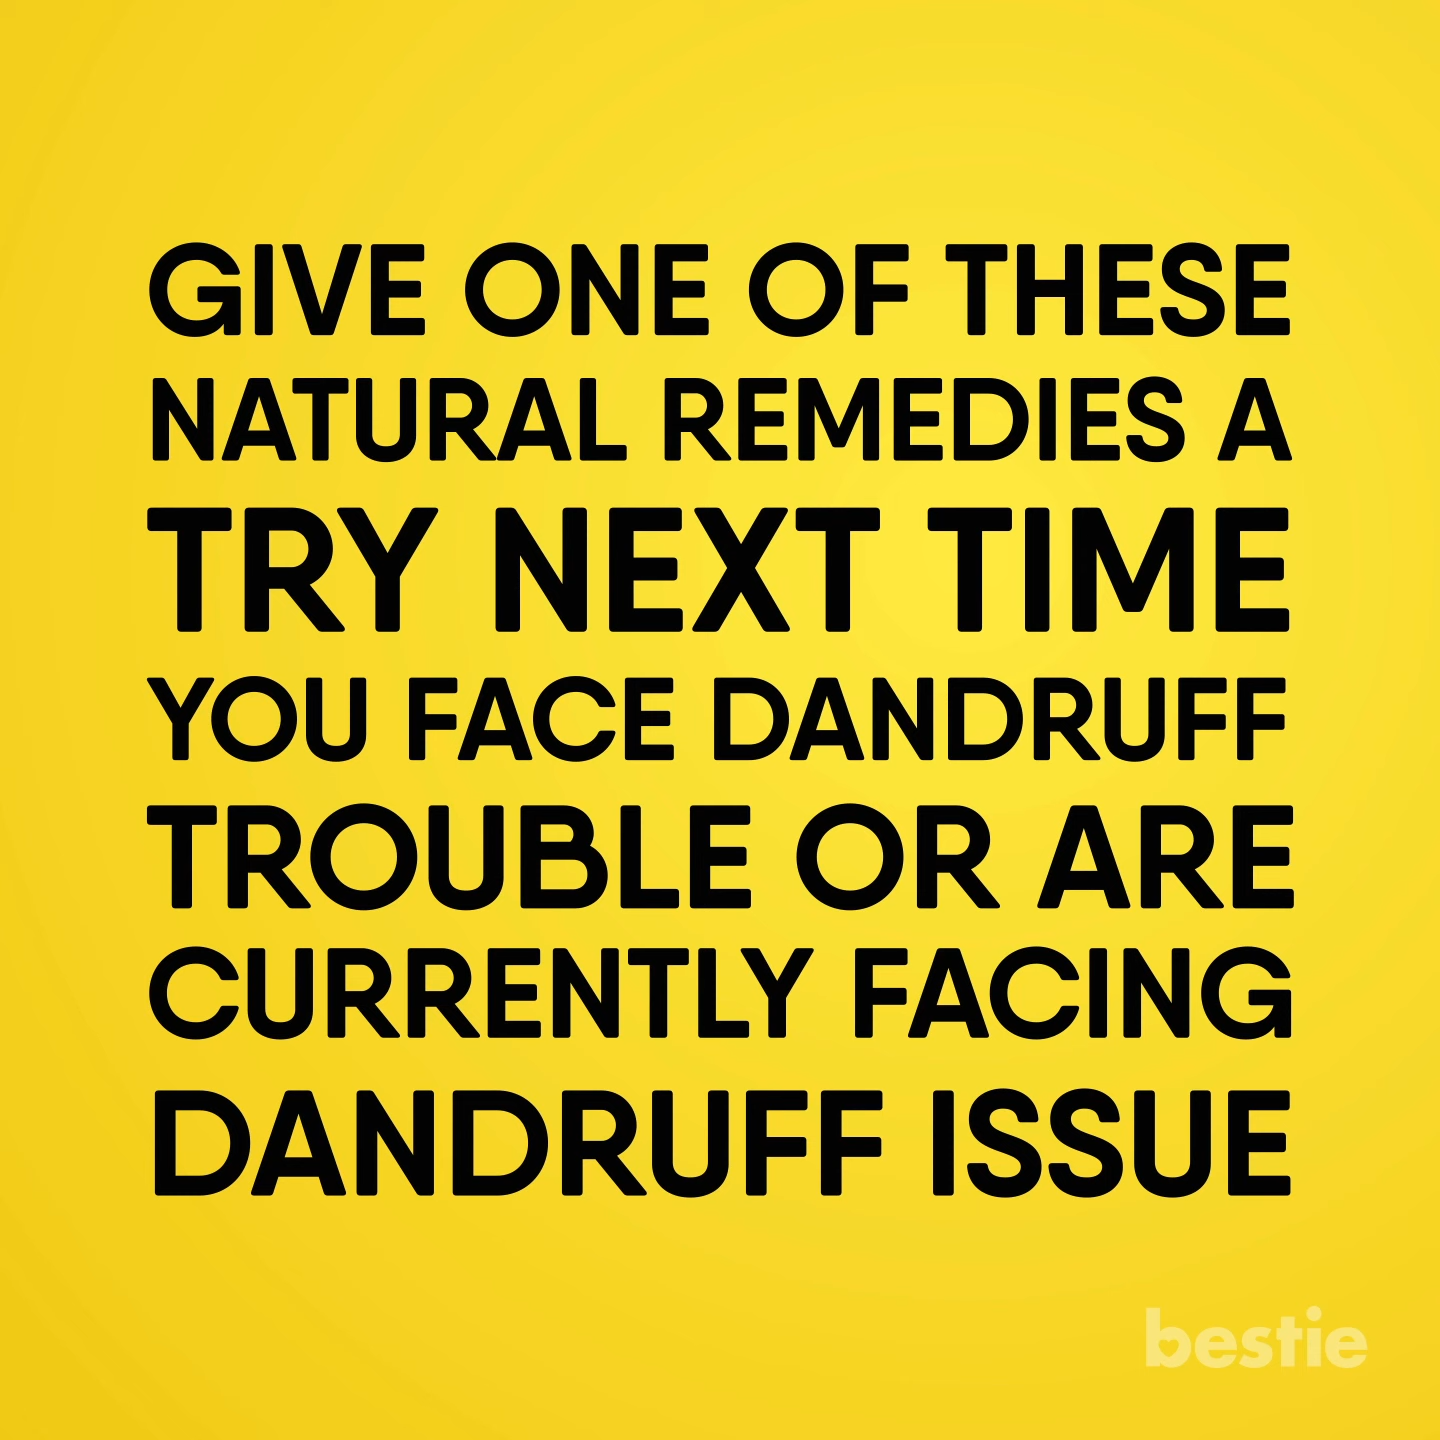 GIVE ONE OF THESE
NATURAL REMEDIES A
TRY NEXT TIME
YOU FACE DANDRUFF
TROUBLE OR ARE
CURRENTLY FACING
DANDRUFF ISSUE
bestie